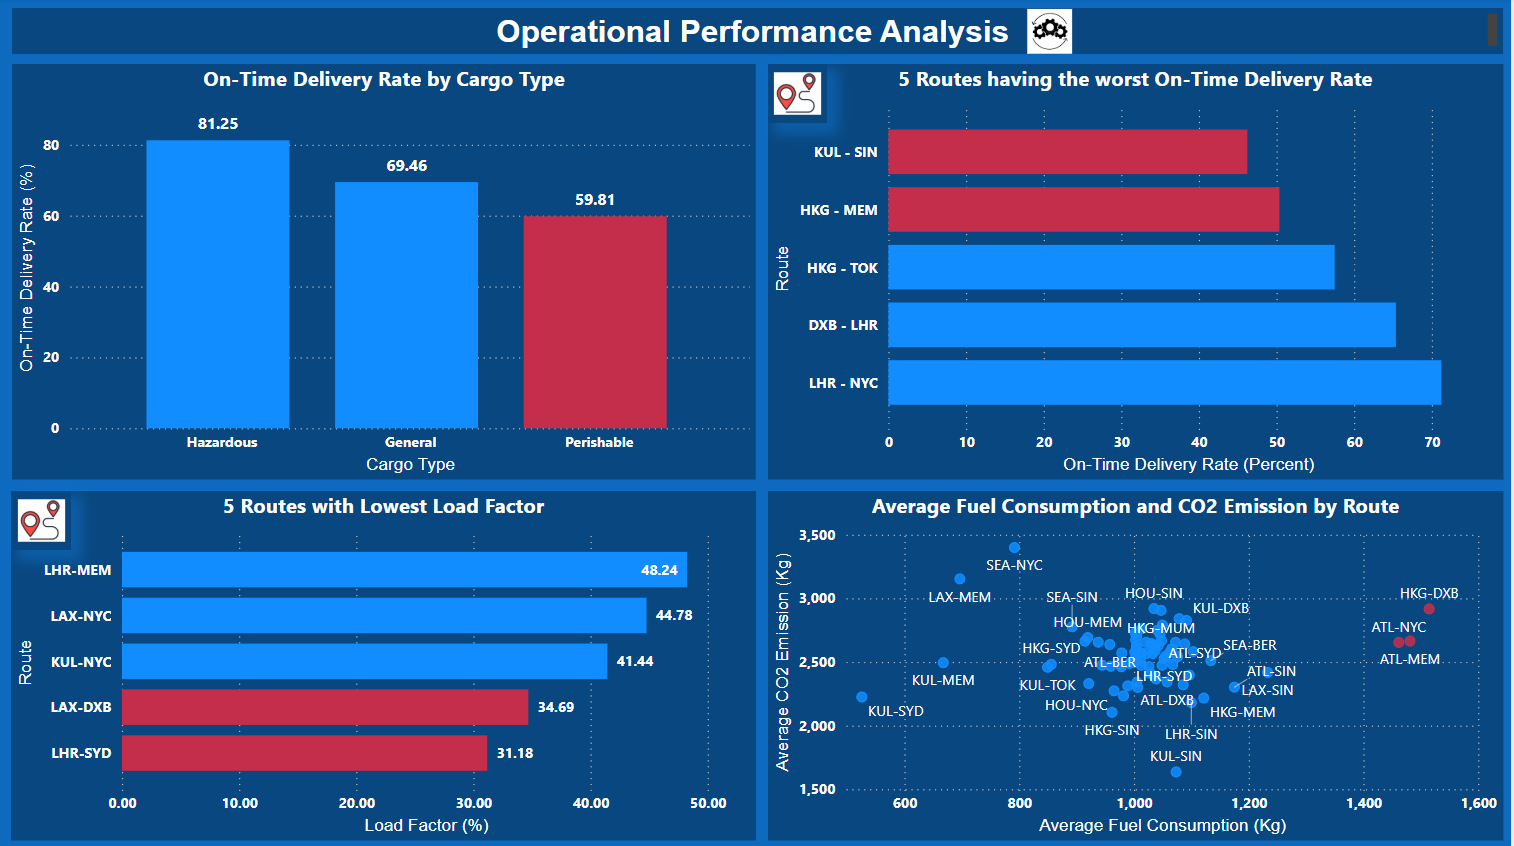 Operational Performance Analysis
On-Time Delivery Rate by Cargo Type
On-Time Delivery Rate (%)
80
60
40
20
0
81.25
69.46
59.81
Hazardous
General
Perishable
Cargo Type
5 Routes having the worst On-Time Delivery Rate
Route
KUL - SIN
HKG - MEM
HKG - TOK
DXB - LHR
LHR - NYC
0 10 20 30 40 50 60 70
On-Time Delivery Rate (Percent)
5 Routes with Lowest Load Factor
Route
LHR-MEM 48.24
LAX-NYC 44.78
KUL-NYC 41.44
LAX-DXB 34.69
LHR-SYD 31.18
0.00 10.00 20.00 30.00 40.00 50.00
Load Factor (%)
Average Fuel Consumption and CO2 Emission by Route
Average CO2 Emission (Kg)
3,500
3,000
2,500
2,000
1,500
SEA-NYC
LAX-MEM
SEA-SIN
HOU-SIN
HKG-DXB
KUL-DXB
HOU-MEM
HKG-MUM
ATL-NYC
HKG-SYD
ATL-SYD
SEA-BER
ATL-MEM
ATL-BER
ATL-SIN
KUL-MEM
LHR-SYD
KUL-TOK
LAX-SIN
HOU-NYC
ATL-DXB
KUL-SYD
HKG-MEM
HKG-SIN
LHR-SIN
KUL-SIN
600 800 1,000 1,200 1,400 1,600
Average Fuel Consumption (Kg)